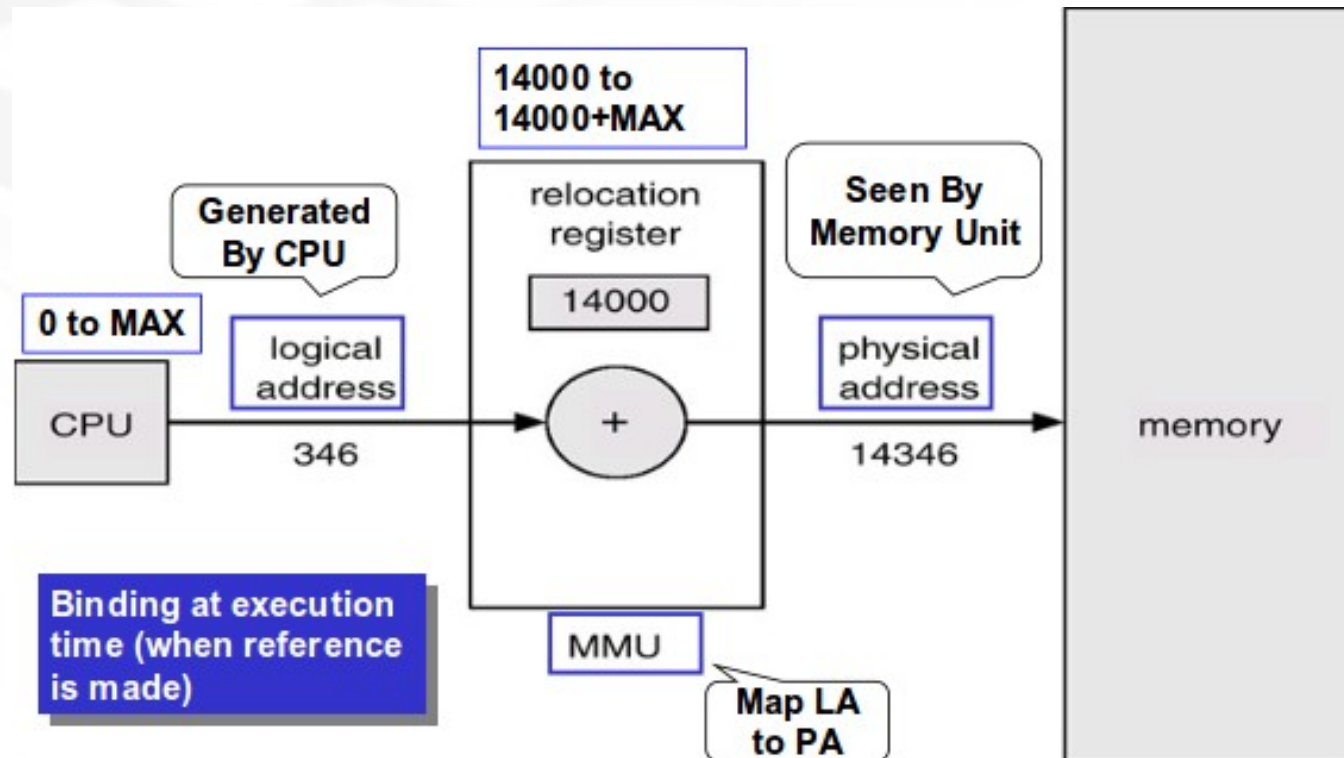 14000 to
14000+MAX
Generated
By CPU
relocation
register
Seen By
Memory Unit
0 to MAX
14000
logical
address
physical
address
CPU
+
memory
346
14346
Binding at execution
time (when reference
is made)
MMU
Map LA
to PA